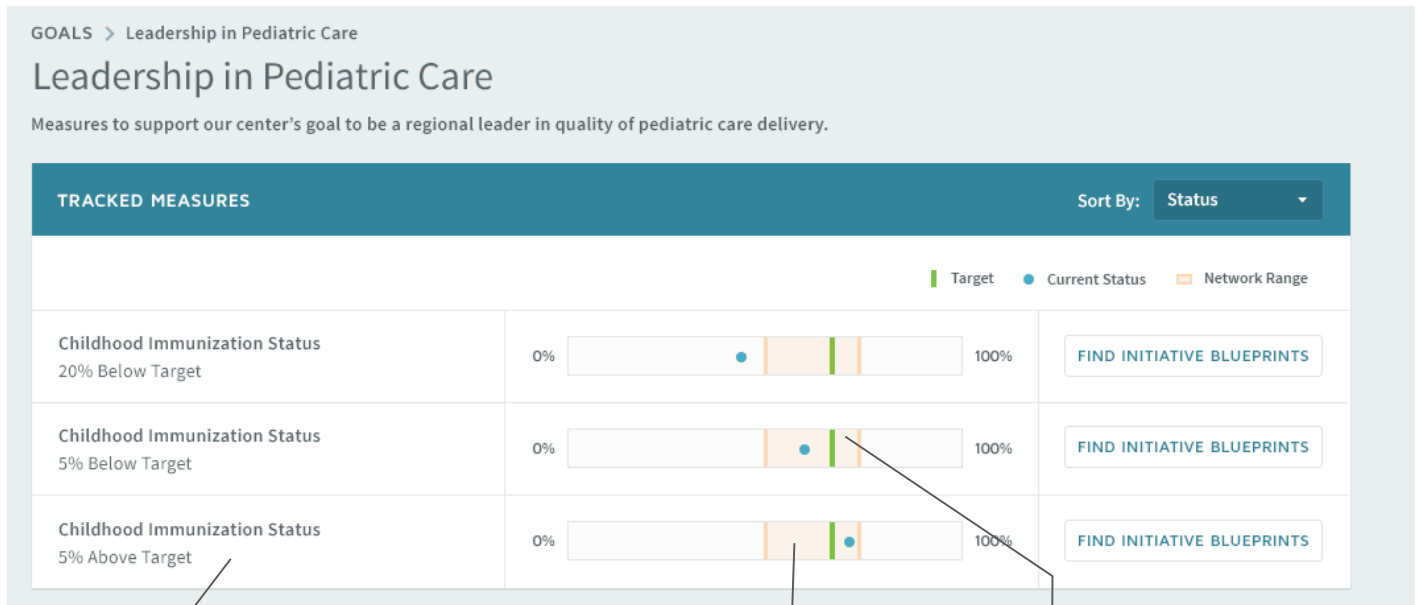 GOALS > Leadership in Pediatric Care
Leadership in Pediatric Care
Measures to support our center's goal to be a regional leader in quality of pediatric care delivery.
TRACKED MEASURES
Sort By: Status
Target Current Status Network Range
Childhood Immunization Status
20% Below Target
0% 100%
FIND INITIATIVE BLUEPRINTS
Childhood Immunization Status
5% Below Target
0% 100%
FIND INITIATIVE BLUEPRINTS
Childhood Immunization Status
5% Above Target
0% 100%
FIND INITIATIVE BLUEPRINTS